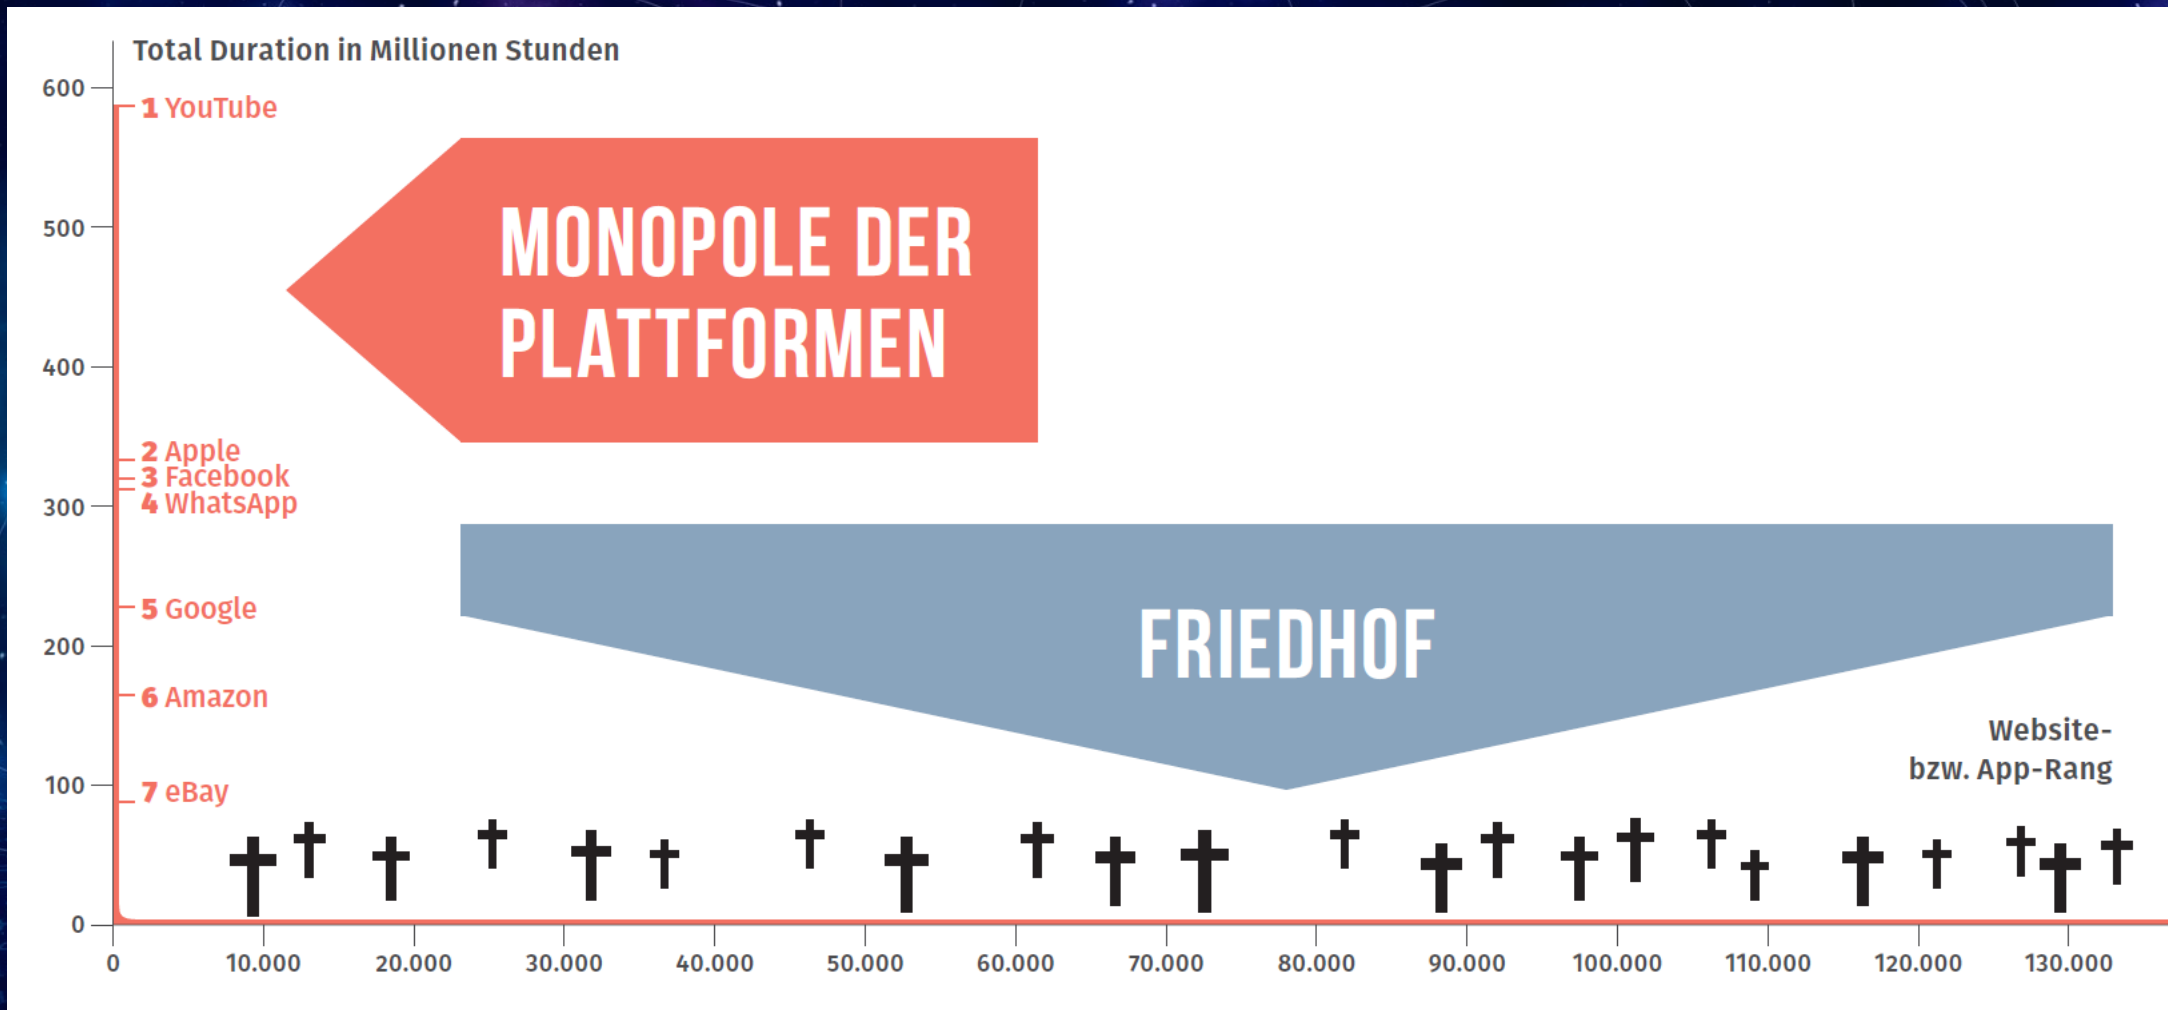 Total Duration in Millionen Stunden
600
1 YouTube
500
MONOPOLE DER
PLATTFORMEN
400
2 Apple
3 Facebook
4 WhatsApp
300
5 Google
FRIEDHOF
200
6 Amazon
Website-
bzw. App-Rang
100
7 eBay
0
0 10.000 20.000 30.000 40.000 50.000 60.000 70.000 80.000 90.000 100.000 110.000 120.000 130.000